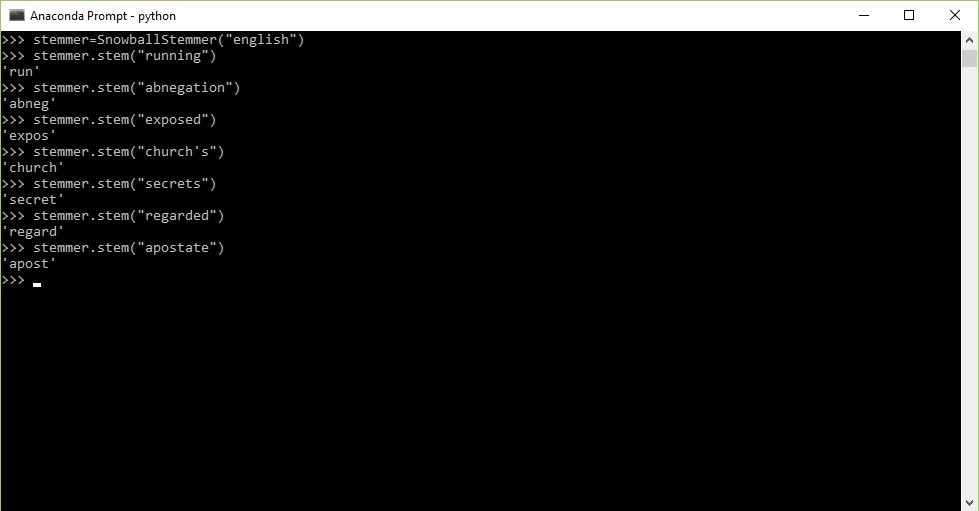 Anaconda Prompt - python
>>> stemmer=SnowballStemmer("english")
>>> stemmer.stem("running")
'run'
>>> stemmer.stem("abnegation")
'abneg'
>>> stemmer.stem("exposed")
'expos'
>>> stemmer.stem("church's")
'church'
>>> stemmer.stem("secrets")
'secret'
>>> stemmer.stem("regarded")
'regard'
>>> stemmer.stem("apostate")
'apost'
>>>